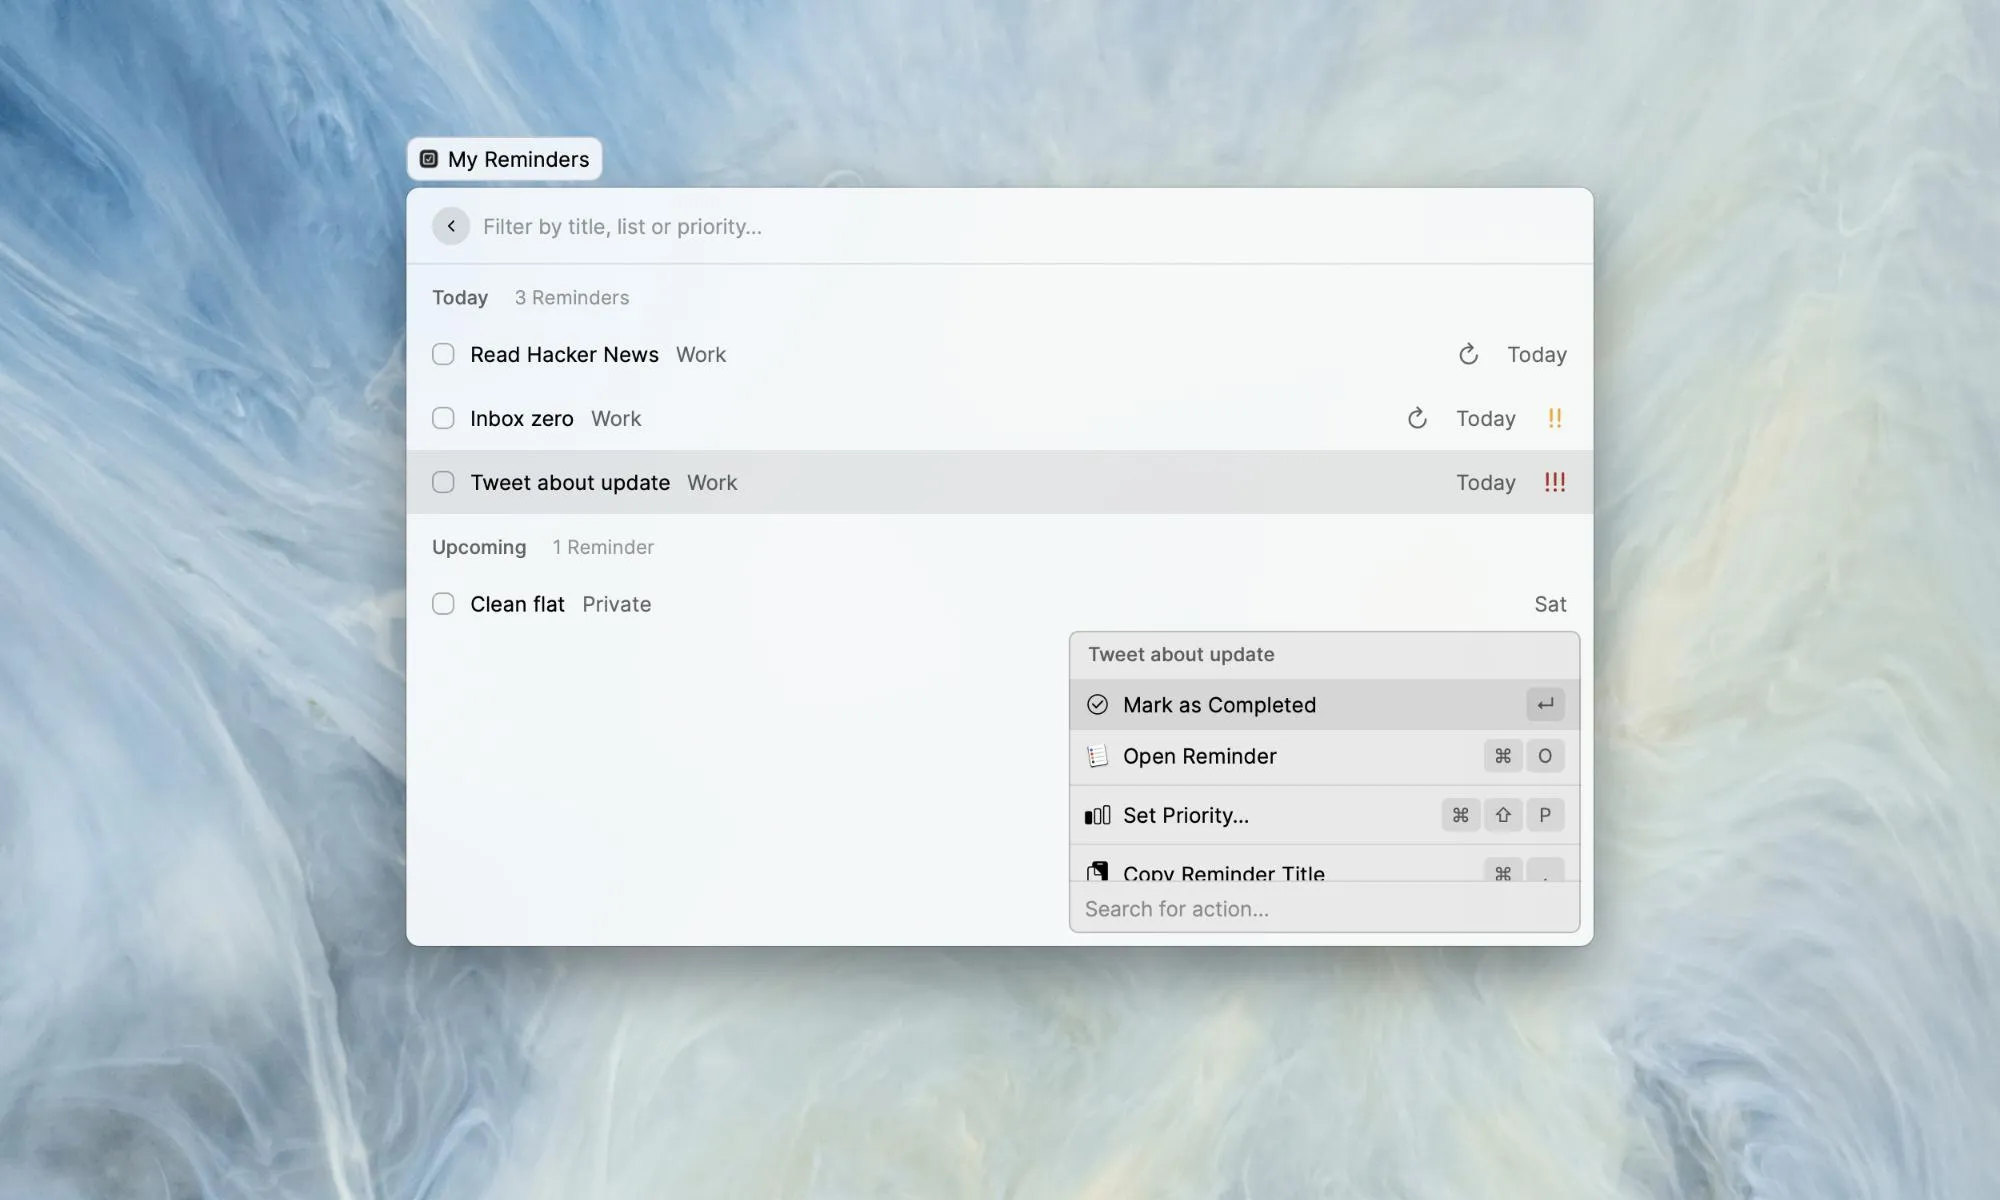 My Reminders
Filter by title, list or priority...
Today 3 Reminders
Read Hacker News Work Today
Inbox zero Work Today !!
Tweet about update Work Today !!!
Upcoming 1 Reminder
Clean flat Private Sat
Tweet about update
Mark as Completed ↵
Open Reminder ⌘ O
Set Priority... ⌘ ⇧ P
Copy Reminder Title ⌘ .
Search for action...